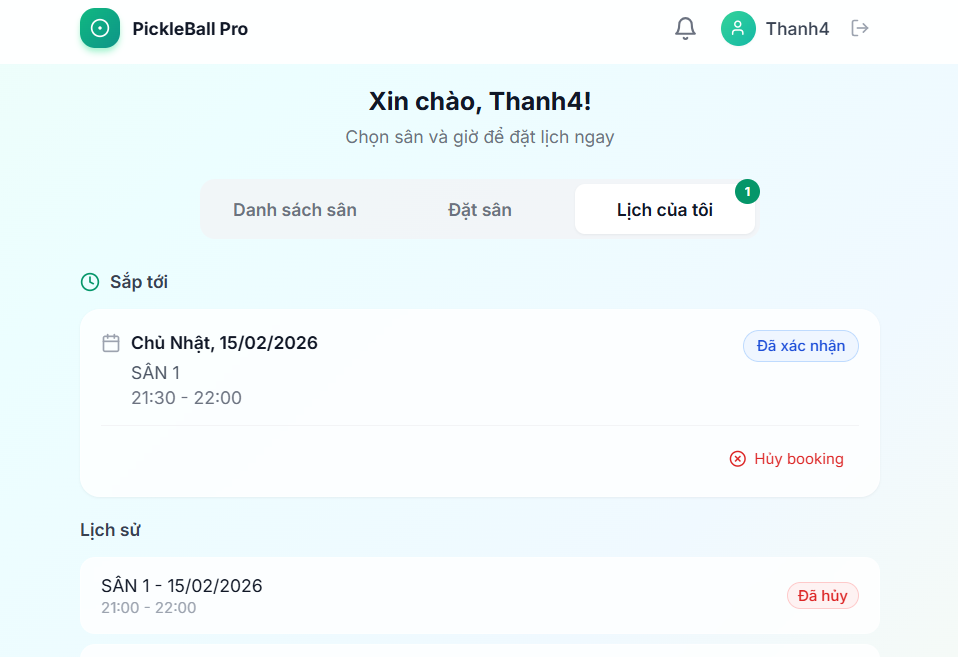 PickleBall Pro
Thanh4
Xin chào, Thanh4!
Chọn sân và giờ để đặt lịch ngay
Danh sách sân
Đặt sân
Lịch của tôi
1
Sắp tới
Chủ Nhật, 15/02/2026
Đã xác nhận
SÂN 1
21:30 - 22:00
Hủy booking
Lịch sử
SÂN 1 - 15/02/2026
Đã hủy
21:00 - 22:00